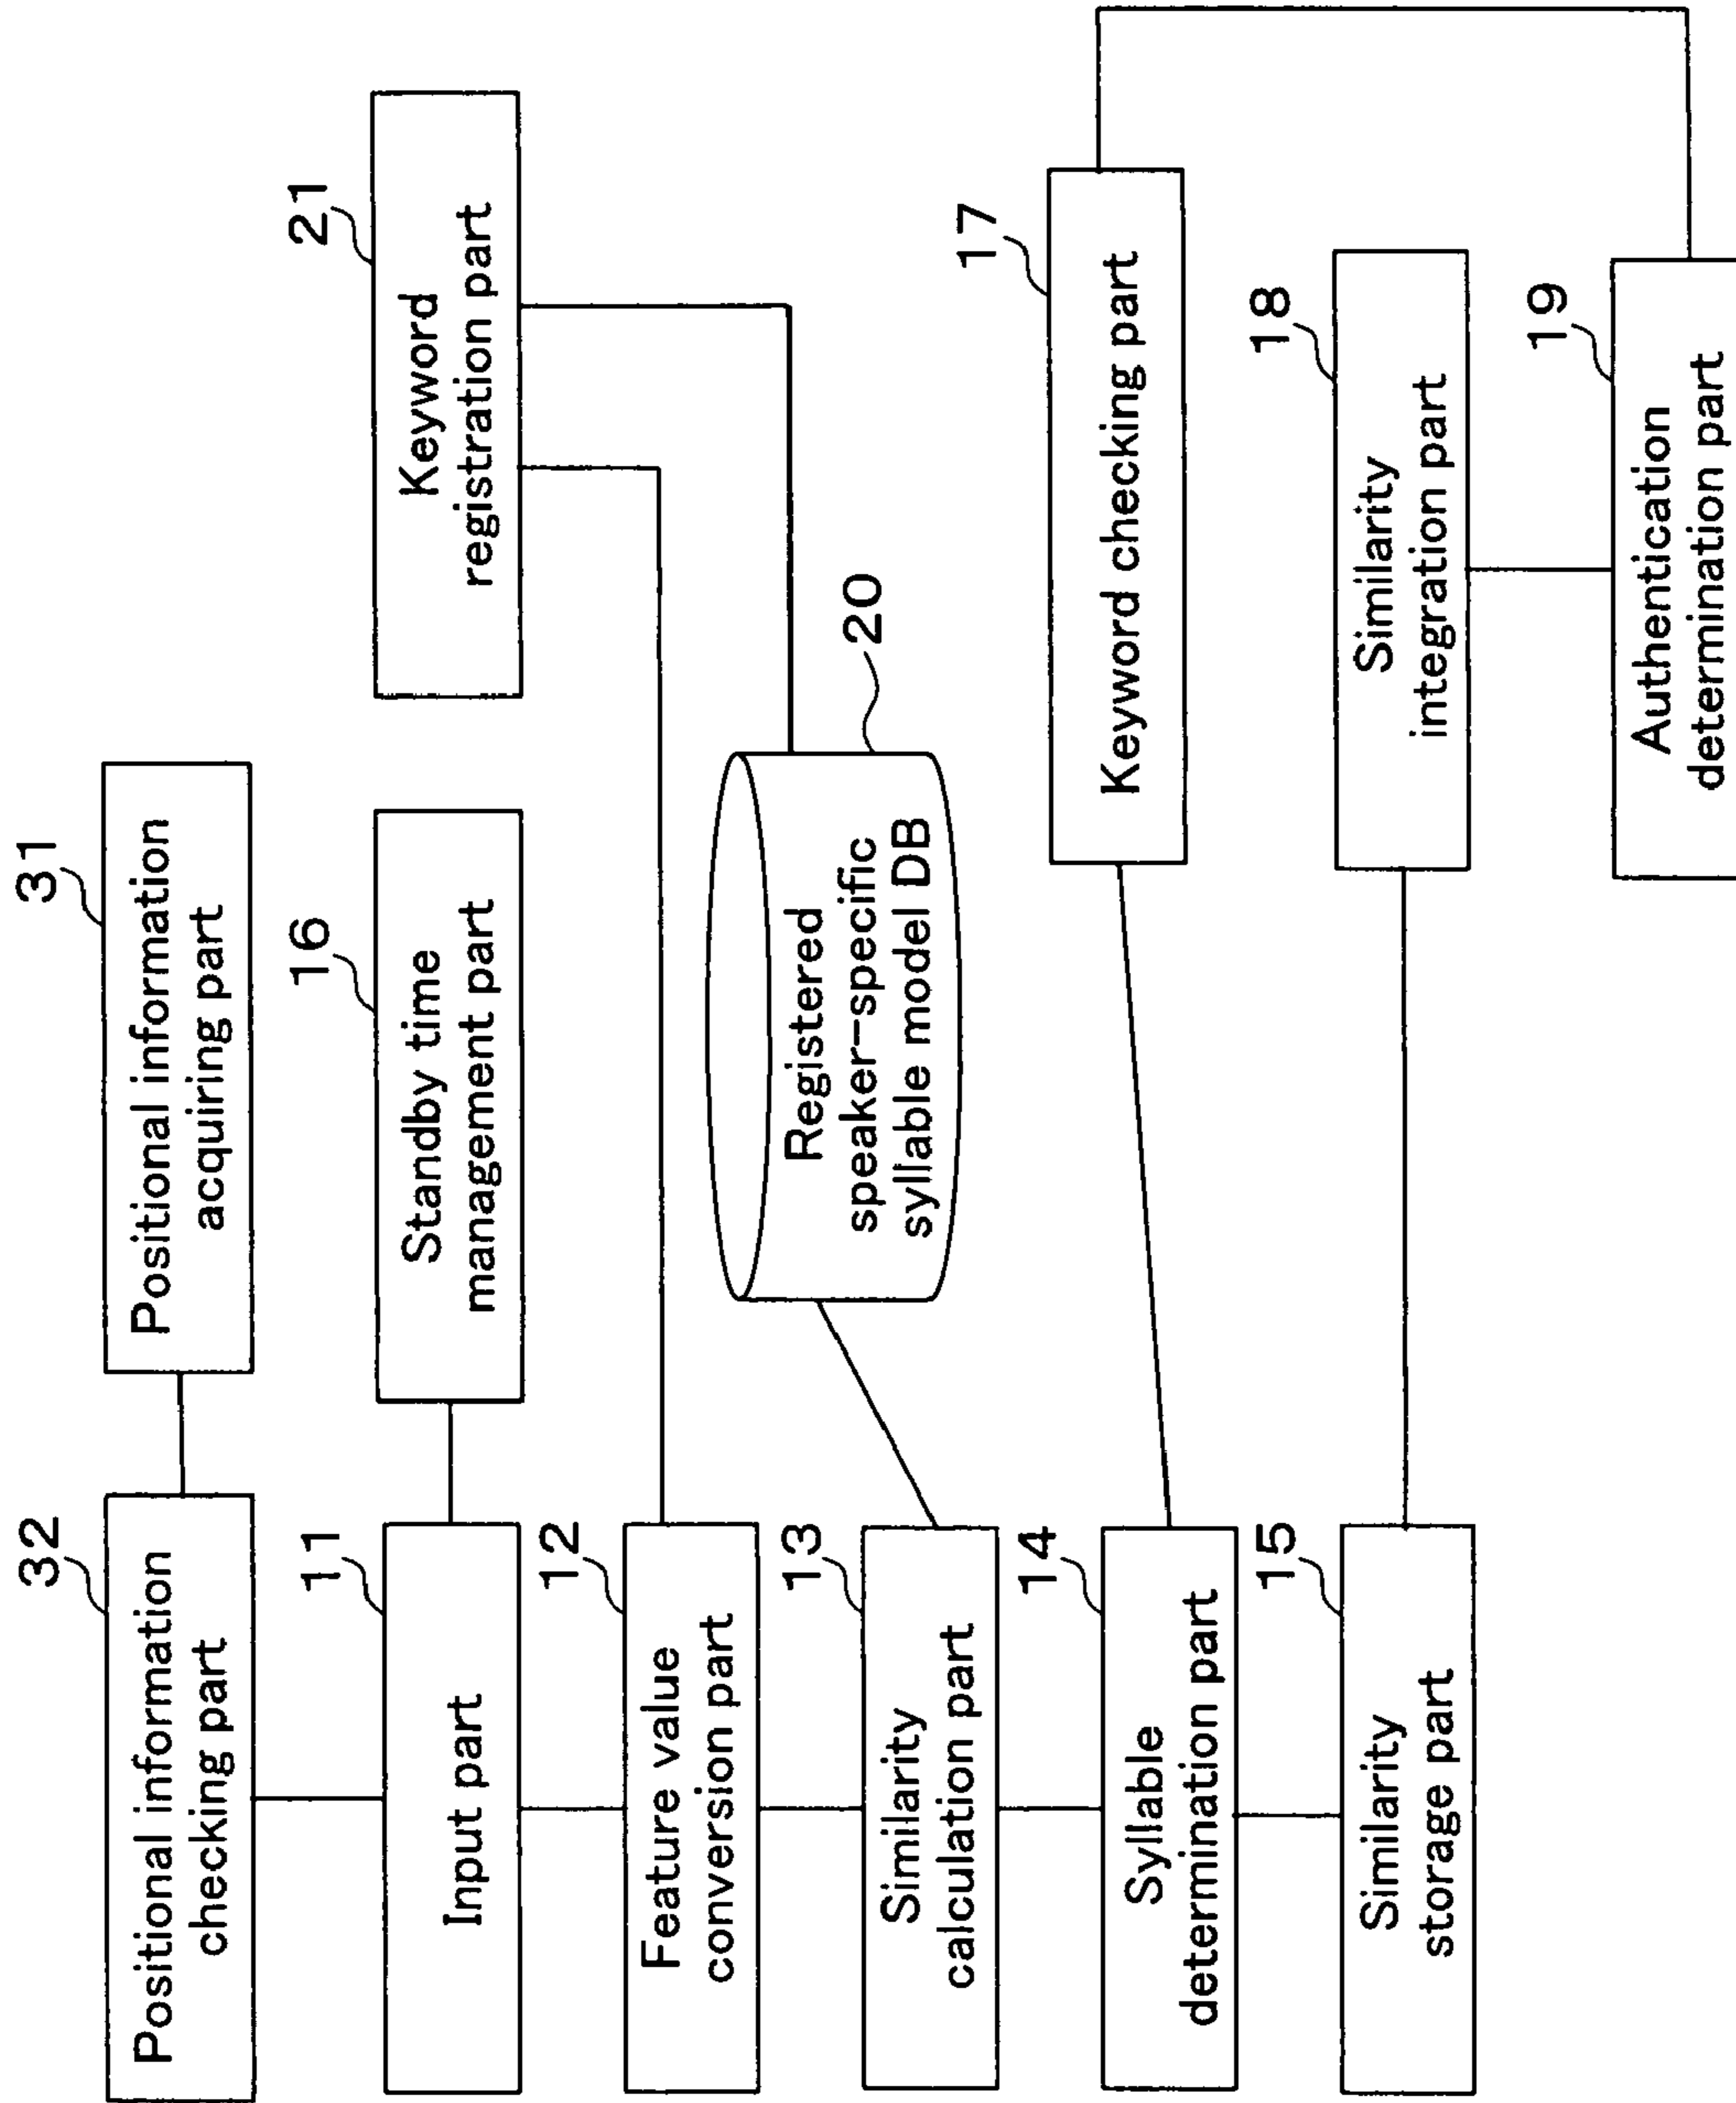 32
Positional information
checking part
31
Positional information
acquiring part
11
Input part
16
Standby time
management part
21
Keyword
registration part
12
Feature value
conversion part
13
Similarity
calculation part
20
Registered
speaker-specific
syllable model DB
14
Syllable
determination part
17
Keyword checking part
15
Similarity
storage part
18
Similarity
integration part
19
Authentication
determination part